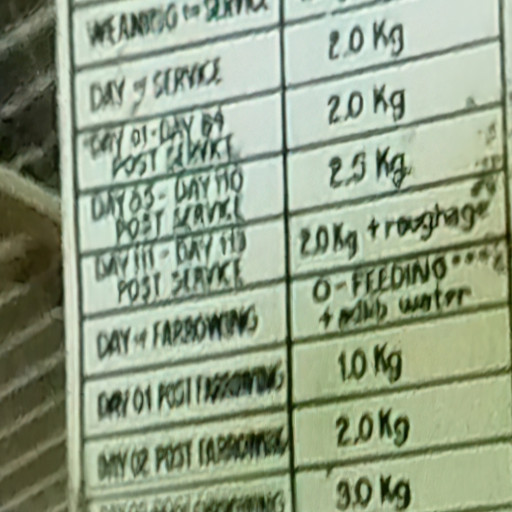 WEANING to SERVICE
DAY of SERVICE 2.0 Kg
DAY 01-DAY 84
POST SERVICE 2.0 Kg
DAY 85-DAY 110
POST SERVICE 2.5 Kg
DAY 111-DAY 113
POST SERVICE 2.0Kg + roughage
DAY of FARROWING 0-FEEDING
+ water
DAY 01 POST FARROWING 1.0 Kg
DAY 02 POST FARROWING 2.0 Kg
3.0 Kg